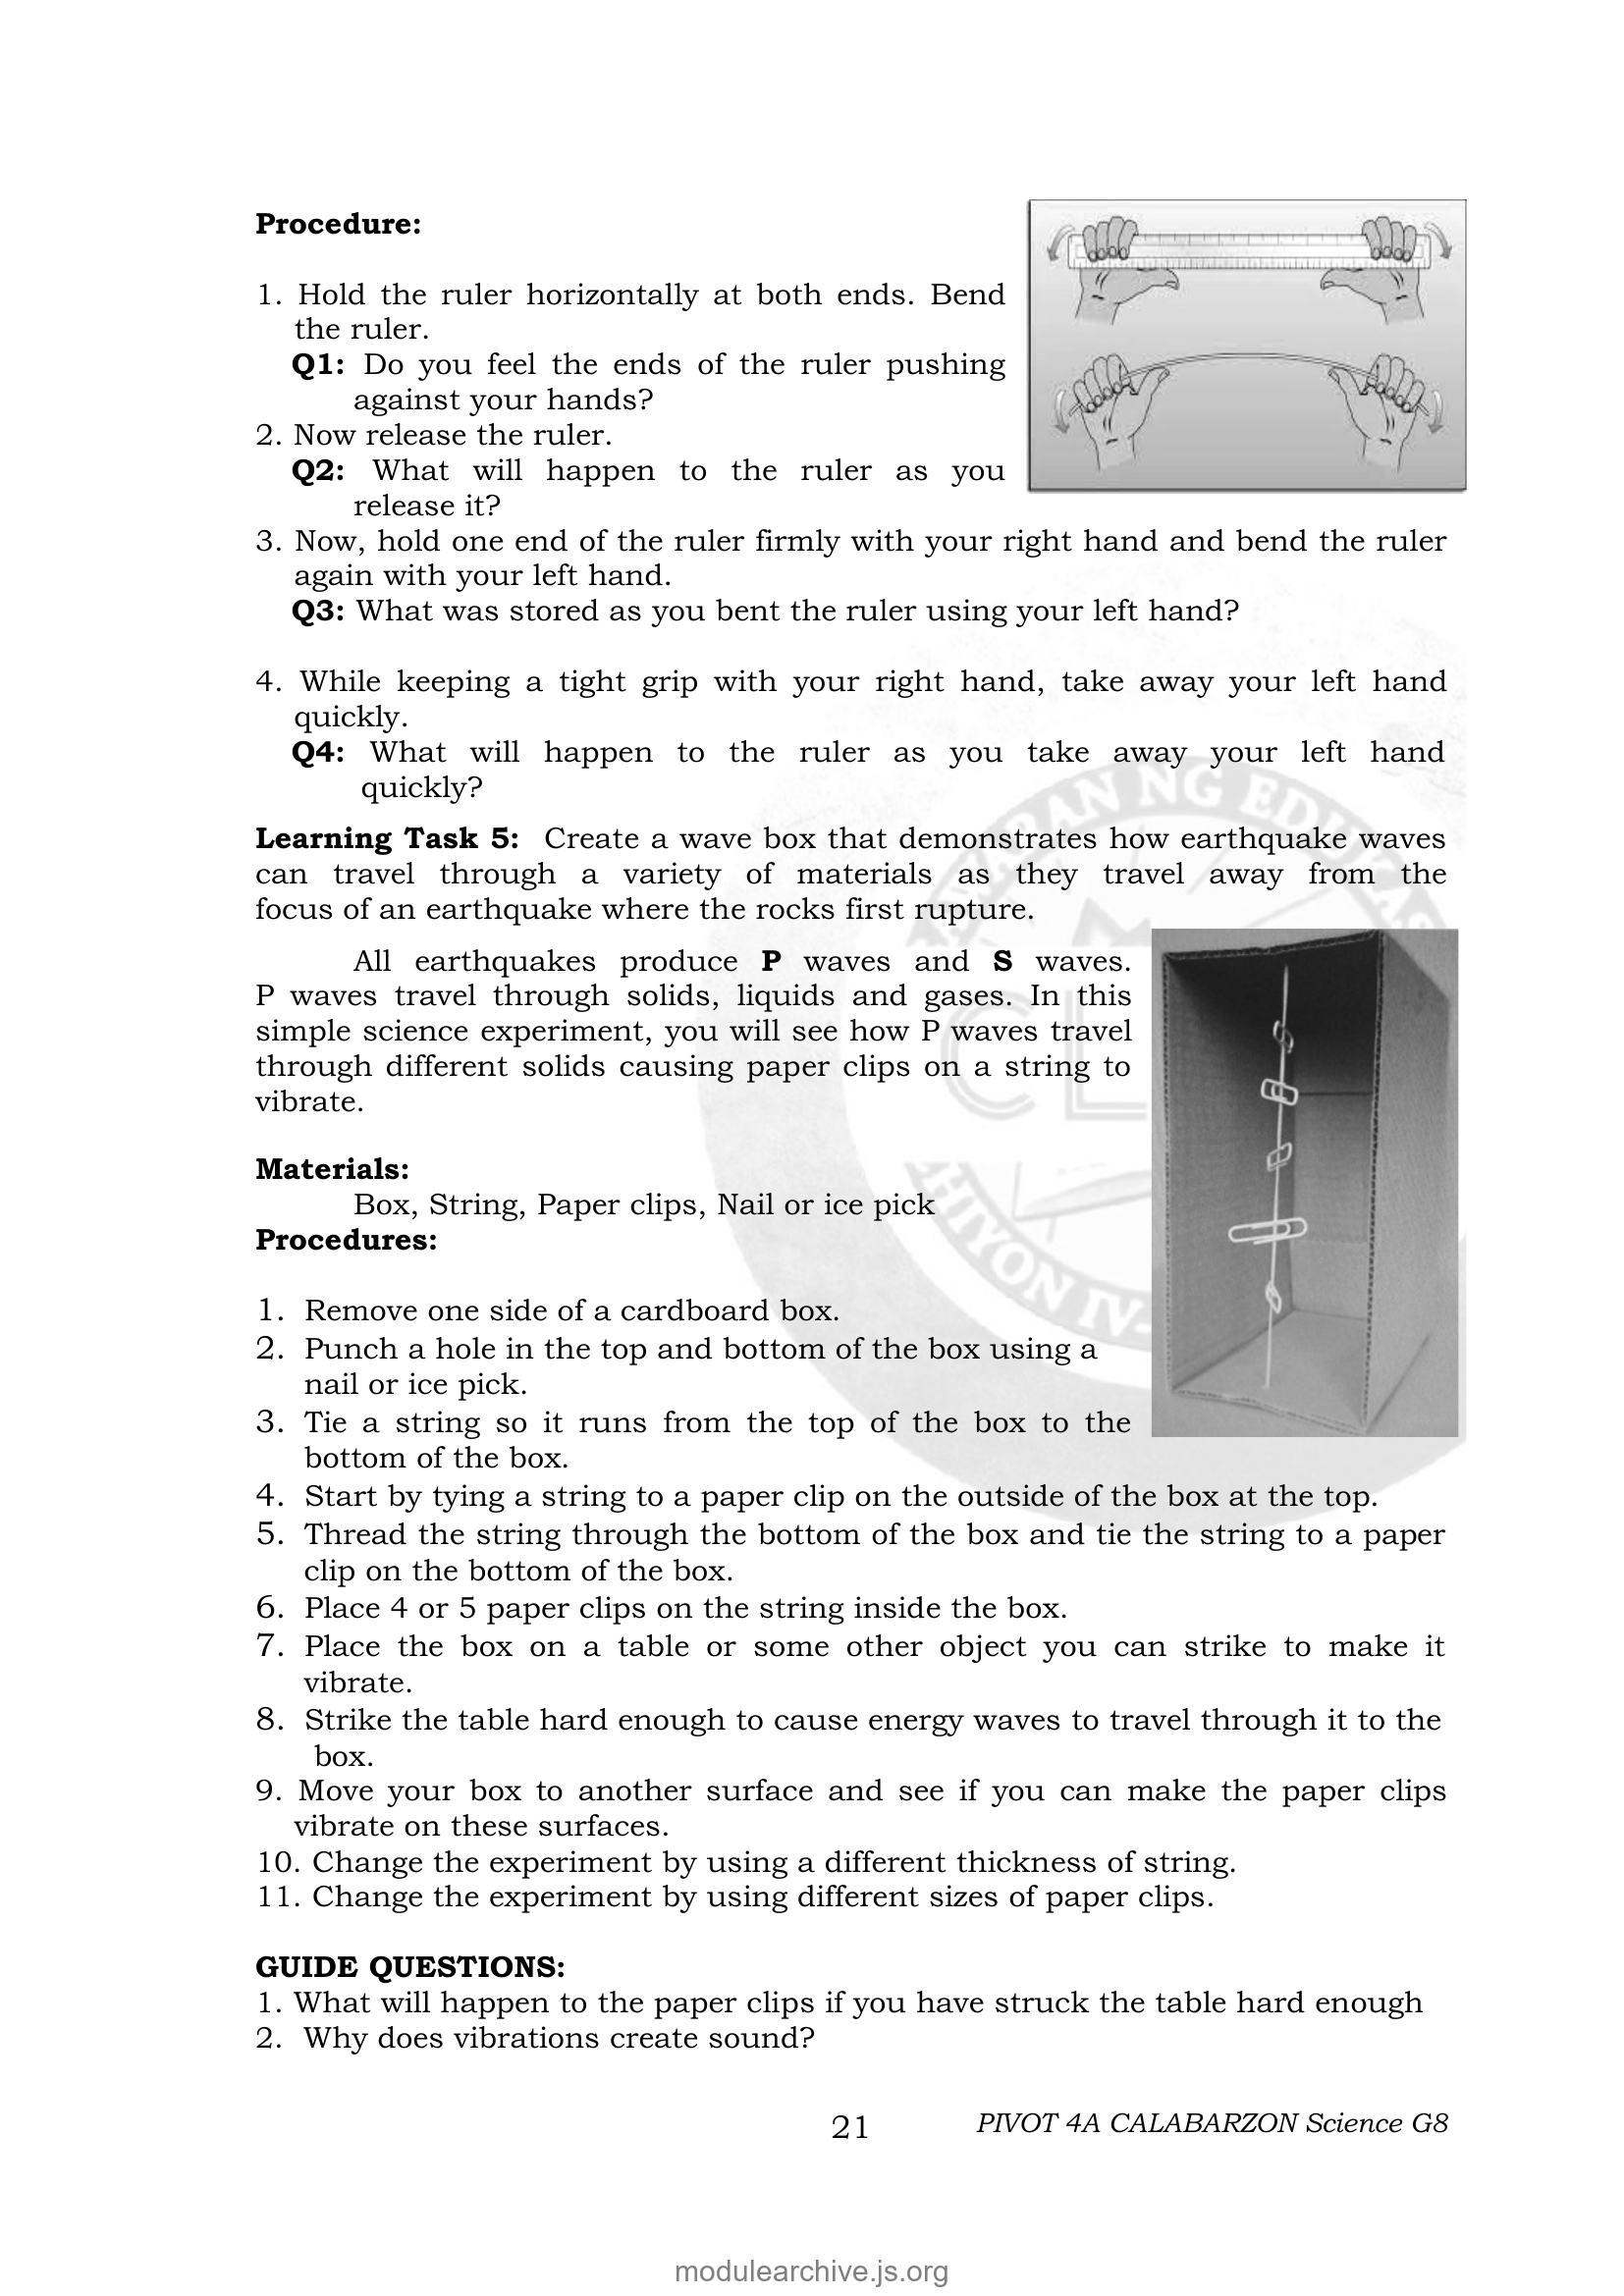 Procedure:
1. Hold the ruler horizontally at both ends. Bend
the ruler.
Q1: Do you feel the ends of the ruler pushing
against your hands?
2. Now release the ruler.
Q2: What will happen to the ruler as you
release it?
3. Now, hold one end of the ruler firmly with your right hand and bend the ruler
again with your left hand.
Q3: What was stored as you bent the ruler using your left hand?
4. While keeping a tight grip with your right hand, take away your left hand
quickly.
Q4: What will happen to the ruler as you take away your left hand
quickly?
Learning Task 5: Create a wave box that demonstrates how earthquake waves
can travel through a variety of materials as they travel away from the
focus of an earthquake where the rocks first rupture.
All earthquakes produce P waves and S waves.
P waves travel through solids, liquids and gases. In this
simple science experiment, you will see how P waves travel
through different solids causing paper clips on a string to
vibrate.
Materials:
Box, String, Paper clips, Nail or ice pick
Procedures:
1. Remove one side of a cardboard box.
2. Punch a hole in the top and bottom of the box using a
nail or ice pick.
3. Tie a string so it runs from the top of the box to the
bottom of the box.
4. Start by tying a string to a paper clip on the outside of the box at the top.
5. Thread the string through the bottom of the box and tie the string to a paper
clip on the bottom of the box.
6. Place 4 or 5 paper clips on the string inside the box.
7. Place the box on a table or some other object you can strike to make it
vibrate.
8. Strike the table hard enough to cause energy waves to travel through it to the
box.
9. Move your box to another surface and see if you can make the paper clips
vibrate on these surfaces.
10. Change the experiment by using a different thickness of string.
11. Change the experiment by using different sizes of paper clips.
GUIDE QUESTIONS:
1. What will happen to the paper clips if you have struck the table hard enough
2. Why does vibrations create sound?
21 PIVOT 4A CALABARZON Science G8
modulearchive.js.org